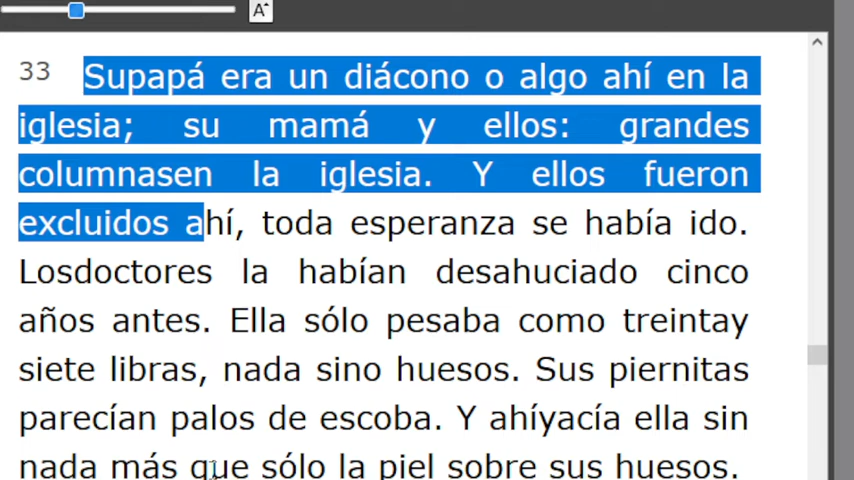 A
33 Supapá era un diácono o algo ahí en la
iglesia; su mamá y ellos: grandes
columnasen la iglesia. Y ellos fueron
excluidos ahí, toda esperanza se había ido.
Losdoctores la habían desahuciado cinco
años antes. Ella sólo pesaba como treintay
siete libras, nada sino huesos. Sus piernitas
parecían palos de escoba. Y ahíyacía ella sin
nada más que sólo la piel sobre sus huesos.